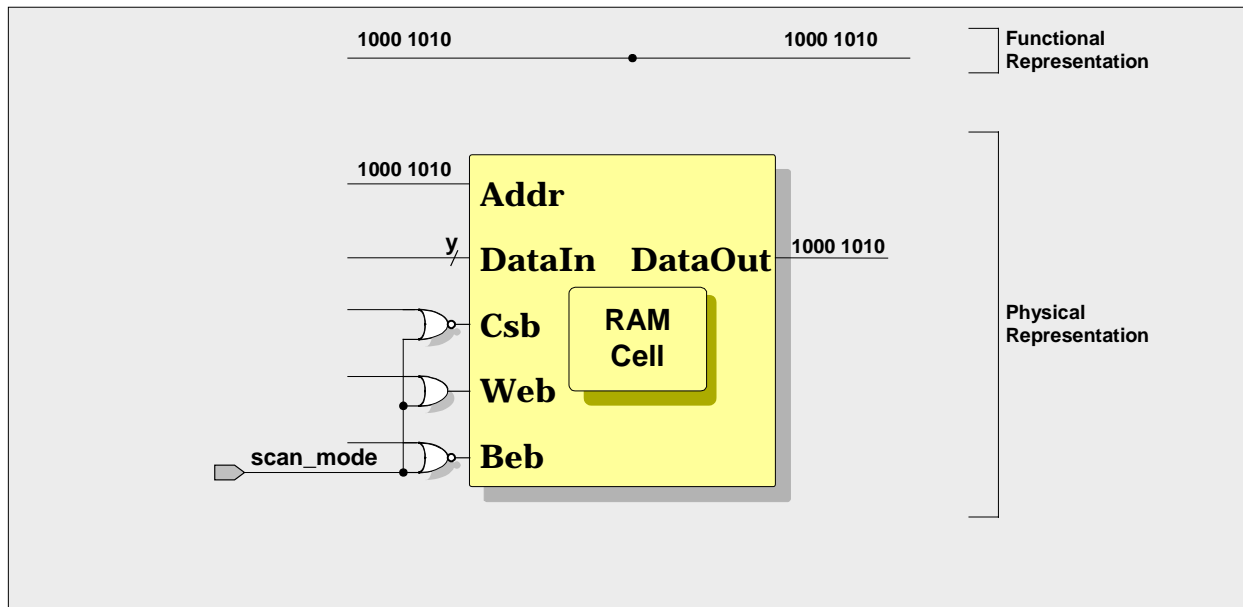 1000 1010
1000 1010
Functional
Representation
1000 1010
Addr
y
DataIn
DataOut
1000 1010
Csb
RAM
Cell
Physical
Representation
Web
Beb
scan_mode